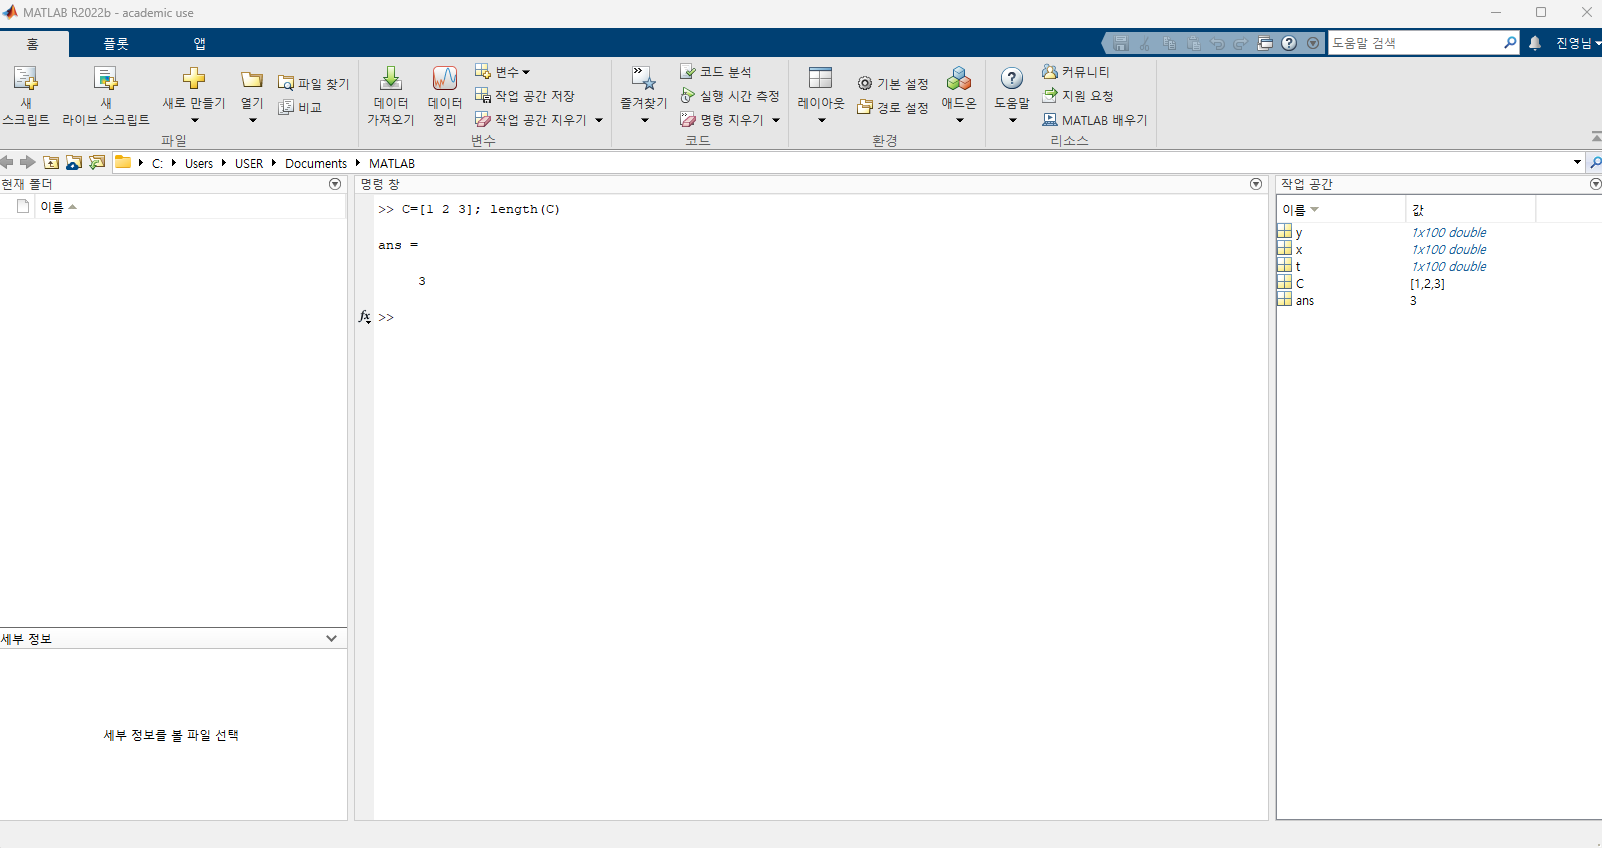 MATLAB R2022b - academic use
홈
플롯
앱
도움말 검색
진영님
새
스크립트
새
라이브 스크립트
새로 만들기
열기
파일 찾기
비교
파일
데이터
가져오기
데이터
정리
변수
작업 공간 저장
작업 공간 지우기
변수
즐겨찾기
코드 분석
실행 시간 측정
명령 지우기
코드
레이아웃
기본 설정
경로 설정
애드온
환경
도움말
커뮤니티
지원 요청
MATLAB 배우기
리소스
C: Users USER Documents MATLAB
현재 폴더
이름
세부 정보
세부 정보를 볼 파일 선택
명령 창
>> C=[1 2 3]; length(C)
ans =
3
fx >>
작업 공간
이름 값
y 1x100 double
x 1x100 double
t 1x100 double
C [1,2,3]
ans 3